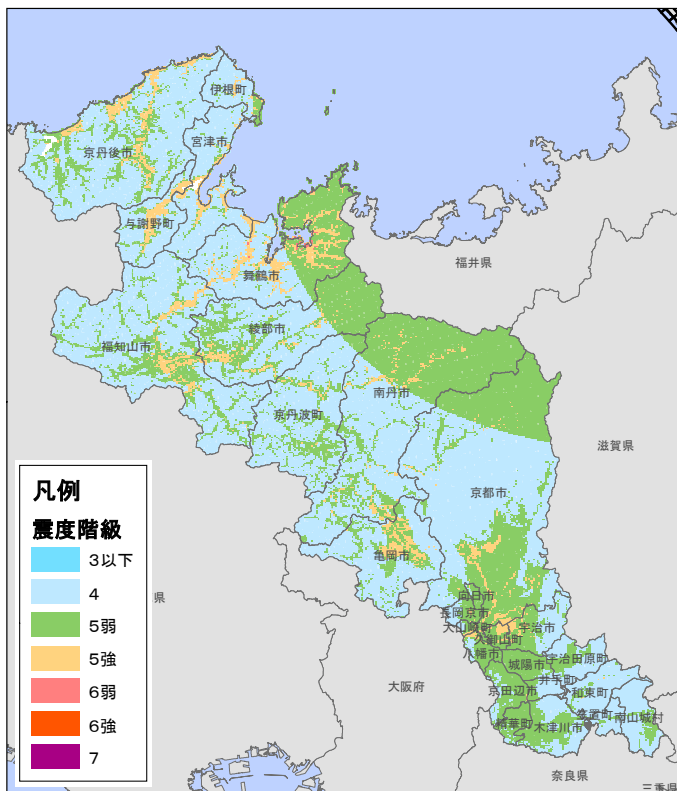 伊根町
宮津市
京丹後市
与謝野町
福井県
舞鶴市
綾部市
福知山市
南丹市
京丹波町
滋賀県
京都市
亀岡市
向日市
長岡京市
大山崎町
宇治市
久御山町
八幡市
宇治田原町
城陽市
井手町
京田辺市
和東町
笠置町
南山城村
精華町
木津川市
大阪府
奈良県
三重県
県
凡例
震度階級
3以下
4
5弱
5強
6弱
6強
7